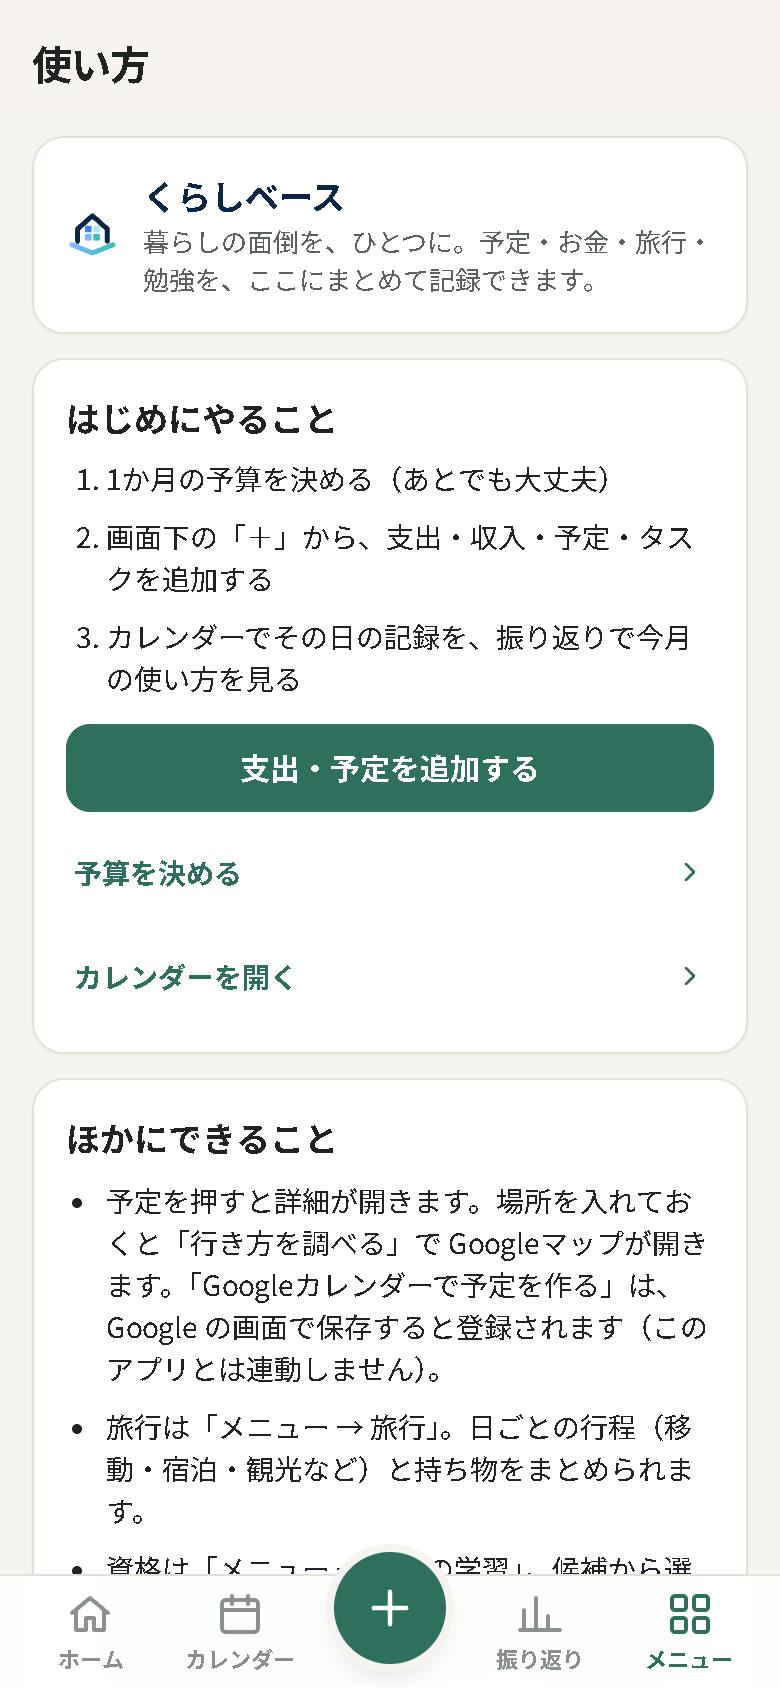 使い方
くらしベース
暮らしの面倒を、ひとつに。予定・お金・旅行・
勉強を、ここにまとめて記録できます。
はじめにやること
1. 1か月の予算を決める（あとでも大丈夫）
2. 画面下の「＋」から、支出・収入・予定・タス
クを追加する
3. カレンダーでその日の記録を、振り返りで今月
の使い方を見る
支出・予定を追加する
予算を決める
カレンダーを開く
ほかにできること
• 予定を押すと詳細が開きます。場所を入れてお
くと「行き方を調べる」で Googleマップが開き
ます。「Googleカレンダーで予定を作る」は、
Google の画面で保存すると登録されます（この
アプリとは連動しません）。
• 旅行は「メニュー → 旅行」。日ごとの行程（移
動・宿泊・観光など）と持ち物をまとめられま
す。
• 資格は「メニュー の学習」。候補から選
ホーム
カレンダー
振り返り
メニュー